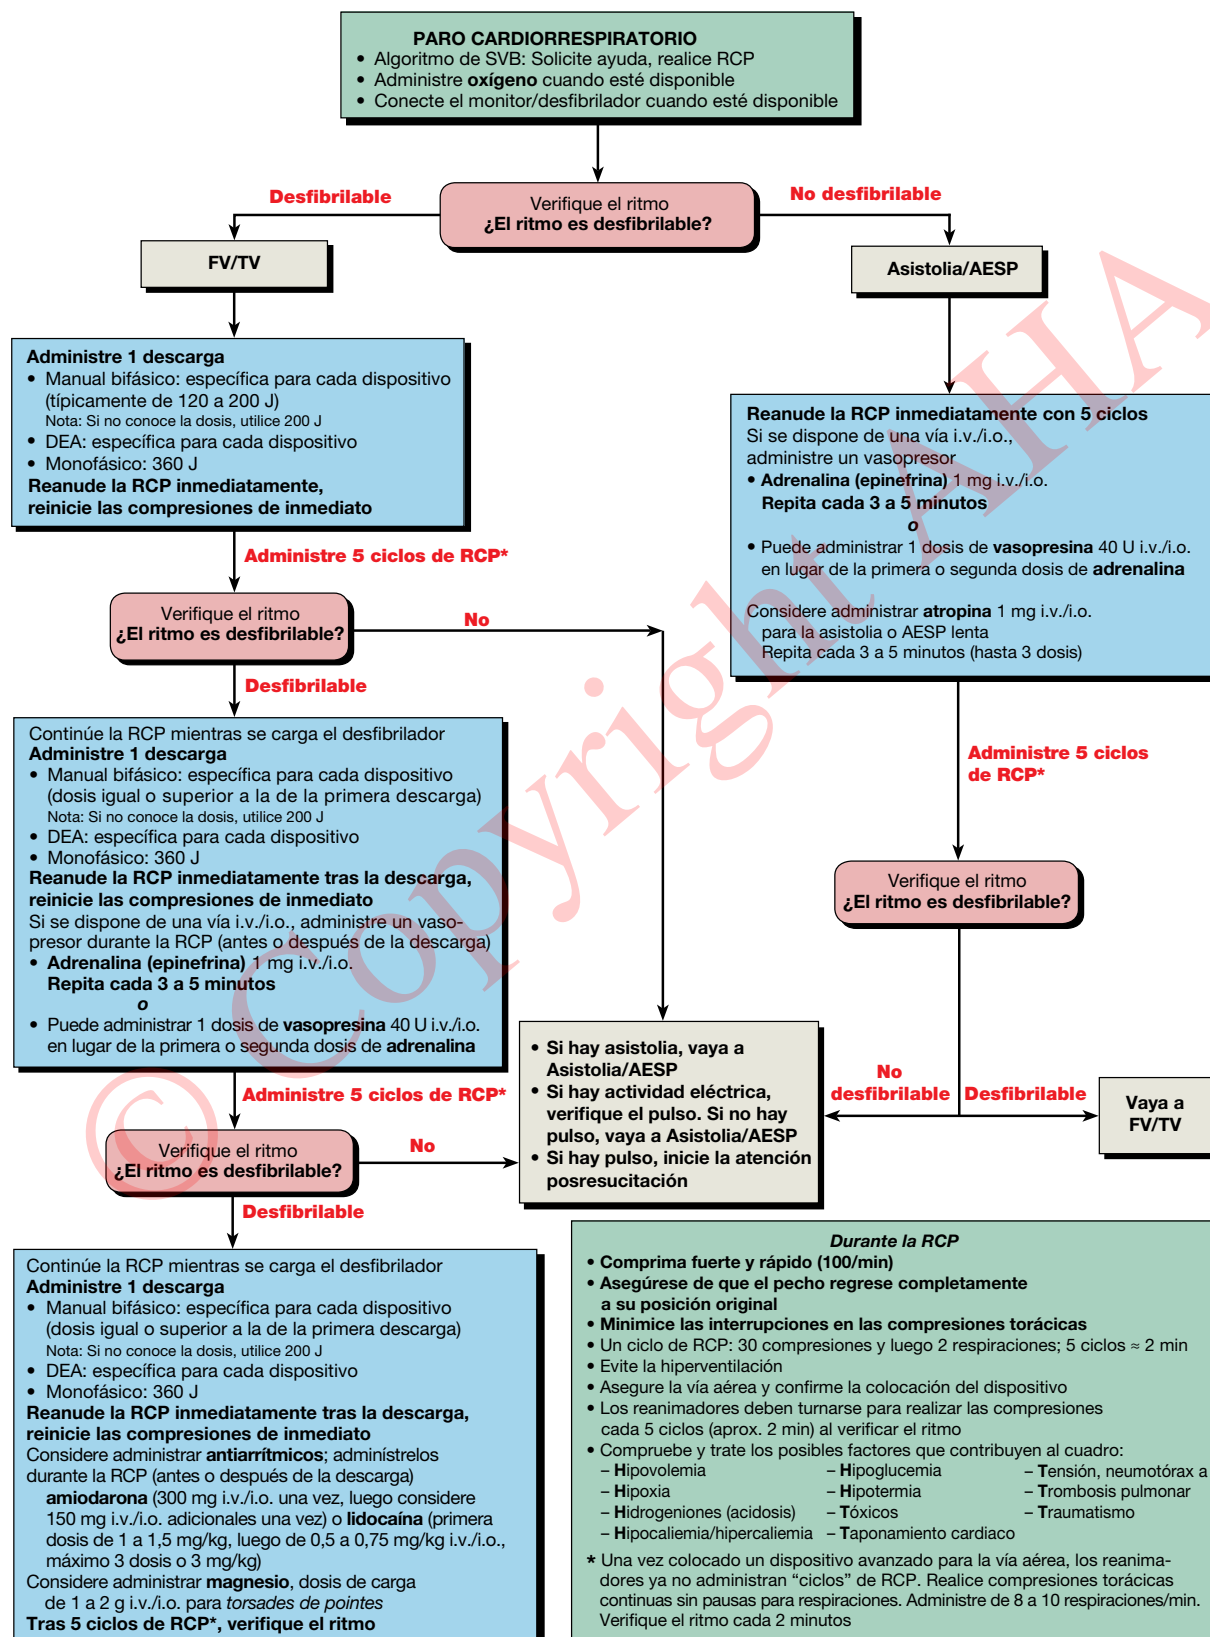 PARO CARDIORRESPIRATORIO
• Algoritmo de SVB: Solicite ayuda, realice RCP
• Administre oxígeno cuando esté disponible
• Conecte el monitor/desfibrilador cuando esté disponible
Desfibrilable
Verifique el ritmo
¿El ritmo es desfibrilable?
No desfibrilable
FV/TV
Asistolia/AESP
Administre 1 descarga
• Manual bifásico: específica para cada dispositivo
(típicamente de 120 a 200 J)
Nota: Si no conoce la dosis, utilice 200 J
• DEA: específica para cada dispositivo
• Monofásico: 360 J
Reanude la RCP inmediatamente,
reinicie las compresiones de inmediato
Administre 5 ciclos de RCP*
Verifique el ritmo
¿El ritmo es desfibrilable?
No
Desfibrilable
Continúe la RCP mientras se carga el desfibrilador
Administre 1 descarga
• Manual bifásico: específica para cada dispositivo
(dosis igual o superior a la de la primera descarga)
Nota: Si no conoce la dosis, utilice 200 J
• DEA: específica para cada dispositivo
• Monofásico: 360 J
Reanude la RCP inmediatamente tras la descarga,
reinicie las compresiones de inmediato
Si se dispone de una vía i.v./i.o., administre un vaso-
presor durante la RCP (antes o después de la descarga)
• Adrenalina (epinefrina) 1 mg i.v./i.o.
Repita cada 3 a 5 minutos
o
• Puede administrar 1 dosis de vasopresina 40 U i.v./i.o.
en lugar de la primera o segunda dosis de adrenalina
Administre 5 ciclos de RCP*
Verifique el ritmo
¿El ritmo es desfibrilable?
No
Desfibrilable
Continúe la RCP mientras se carga el desfibrilador
Administre 1 descarga
• Manual bifásico: específica para cada dispositivo
(dosis igual o superior a la de la primera descarga)
Nota: Si no conoce la dosis, utilice 200 J
• DEA: específica para cada dispositivo
• Monofásico: 360 J
Reanude la RCP inmediatamente tras la descarga,
reinicie las compresiones de inmediato
Considere administrar antiarrítmicos; adminístrelos
durante la RCP (antes o después de la descarga)
amiodarona (300 mg i.v./i.o. una vez, luego considere
150 mg i.v./i.o. adicionales una vez) o lidocaína (primera
dosis de 1 a 1,5 mg/kg, luego de 0,5 a 0,75 mg/kg i.v./i.o.,
máximo 3 dosis o 3 mg/kg)
Considere administrar magnesio, dosis de carga
de 1 a 2 g i.v./i.o. para torsades de pointes
Tras 5 ciclos de RCP*, verifique el ritmo
Reanude la RCP inmediatamente con 5 ciclos
Si se dispone de una vía i.v./i.o.,
administre un vasopresor
• Adrenalina (epinefrina) 1 mg i.v./i.o.
Repita cada 3 a 5 minutos
o
• Puede administrar 1 dosis de vasopresina 40 U i.v./i.o.
en lugar de la primera o segunda dosis de adrenalina
Considere administrar atropina 1 mg i.v./i.o.
para la asistolia o AESP lenta
Repita cada 3 a 5 minutos (hasta 3 dosis)
Administre 5 ciclos
de RCP*
Verifique el ritmo
¿El ritmo es desfibrilable?
No
desfibrilable
Desfibrilable
• Si hay asistolia, vaya a
Asistolia/AESP
• Si hay actividad eléctrica,
verifique el pulso. Si no hay
pulso, vaya a Asistolia/AESP
• Si hay pulso, inicie la atención
posresucitación
Vaya a
FV/TV
Durante la RCP
• Comprima fuerte y rápido (100/min)
• Asegúrese de que el pecho regrese completamente
a su posición original
• Minimice las interrupciones en las compresiones torácicas
• Un ciclo de RCP: 30 compresiones y luego 2 respiraciones; 5 ciclos ≈ 2 min
• Evite la hiperventilación
• Asegure la vía aérea y confirme la colocación del dispositivo
• Los reanimadores deben turnarse para realizar las compresiones
cada 5 ciclos (aprox. 2 min) al verificar el ritmo
• Compruebe y trate los posibles factores que contribuyen al cuadro:
– Hipovolemia – Hipoglucemia – Tensión, neumotórax a
– Hipoxia – Hipotermia – Trombosis pulmonar
– Hidrogeniones (acidosis) – Tóxicos – Traumatismo
– Hipocaliemia/hipercaliemia – Taponamiento cardiaco
* Una vez colocado un dispositivo avanzado para la vía aérea, los reanima-
dores ya no administran “ciclos” de RCP. Realice compresiones torácicas
continuas sin pausas para respiraciones. Administre de 8 a 10 respiraciones/min.
Verifique el ritmo cada 2 minutos
© Copyright AHA